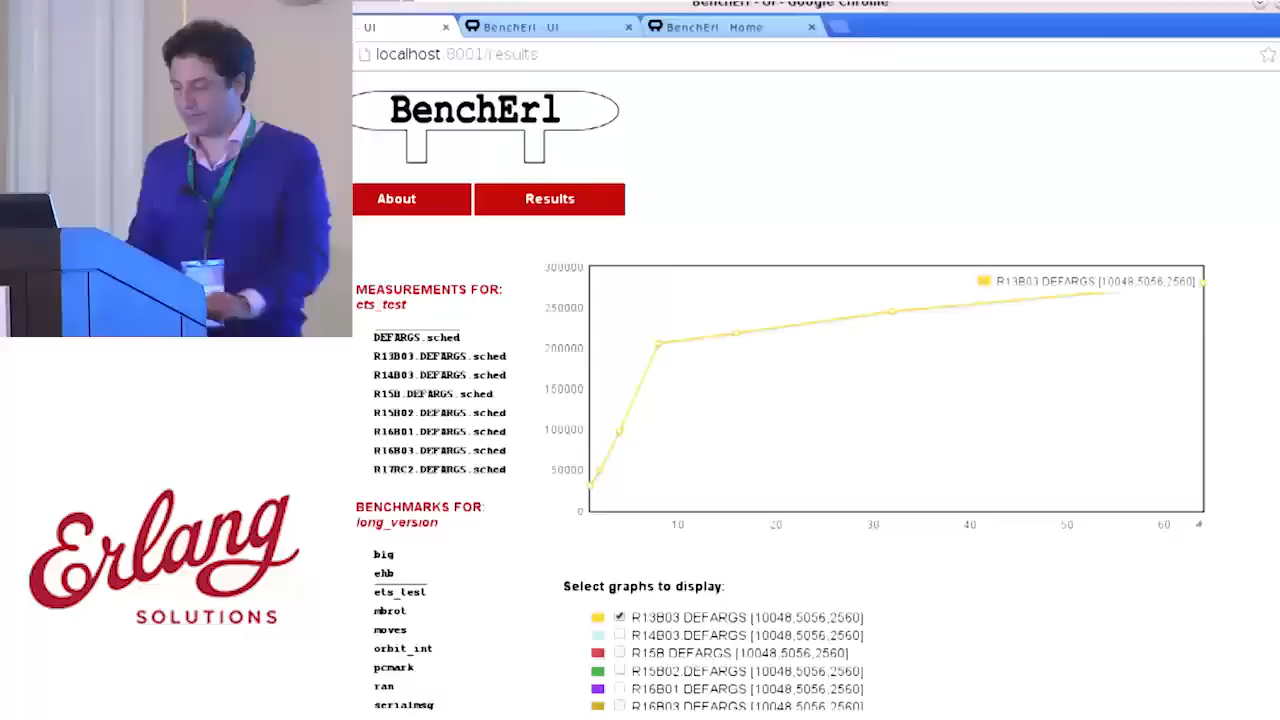 BenchErl - UI - Google Chrome
- UI
BenchErl - UI
BenchErl Home
localhost:8001/results
BenchErl
About
Results
MEASUREMENTS FOR:
ets_test
DEFARGS.sched
R13B03.DEFARGS.sched
R14B03.DEFARGS.sched
R15B.DEFARGS.sched
R15B02.DEFARGS.sched
R16B01.DEFARGS.sched
R16B03.DEFARGS.sched
R17RC2.DEFARGS.sched
BENCHMARKS FOR:
long_version
big
ehb
ets_test
mbrot
moves
orbit_int
pcmark
ran
serialmsg
300000
250000
200000
150000
100000
50000
0
10
20
30
40
50
60
R13B03 DEFARGS [10048,5056,2560]
Select graphs to display:
R13B03 DEFARGS [10048,5056,2560]
R14B03 DEFARGS [10048,5056,2560]
R15B DEFARGS [10048,5056,2560]
R15B02 DEFARGS [10048,5056,2560]
R16B01 DEFARGS [10048,5056,2560]
R16B03 DEFARGS [10048,5056,2560]
Erlang
SOLUTIONS